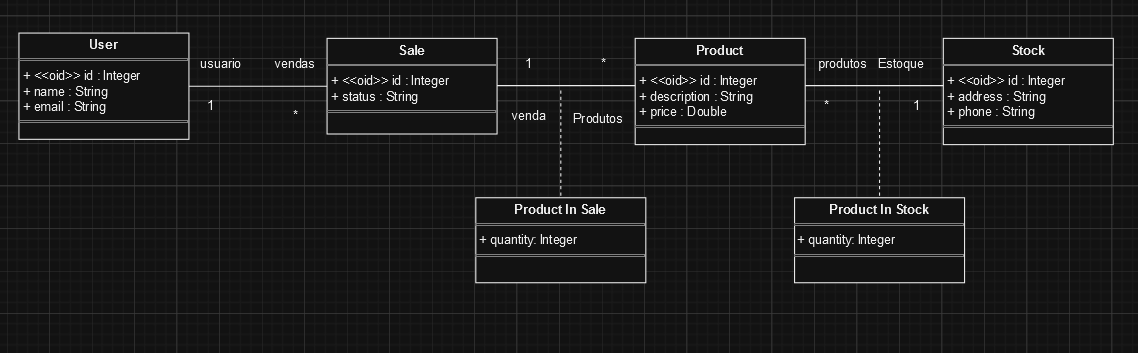 User
+ <<oid>> id : Integer
+ name : String
+ email : String
usuario
1
vendas
*
Sale
+ <<oid>> id : Integer
+ status : String
1
venda
*
Produtos
Product
+ <<oid>> id : Integer
+ description : String
+ price : Double
produtos
*
Estoque
1
Stock
+ <<oid>> id : Integer
+ address : String
+ phone : String
Product In Sale
+ quantity: Integer
Product In Stock
+ quantity: Integer